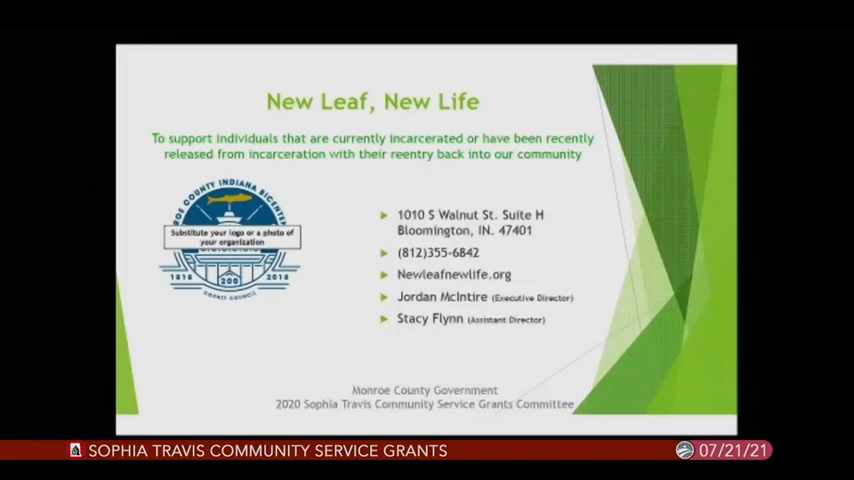 New Leaf, New Life
To support individuals that are currently incarcerated or have been recently
released from incarceration with their reentry back into our community
COUNTY INDIANA BICENTE
Substitute your logo or a photo of
your organization
1818
200
2018
COUNTY COUNCIL
1010 S Walnut St. Suite H
Bloomington, IN. 47401
(812)355-6842
Newleafnewlife.org
Jordan McIntire (Executive Director)
Stacy Flynn (Assistant Director)
Monroe County Government
2020 Sophia Travis Community Service Grants Committee
SOPHIA TRAVIS COMMUNITY SERVICE GRANTS
07/21/21